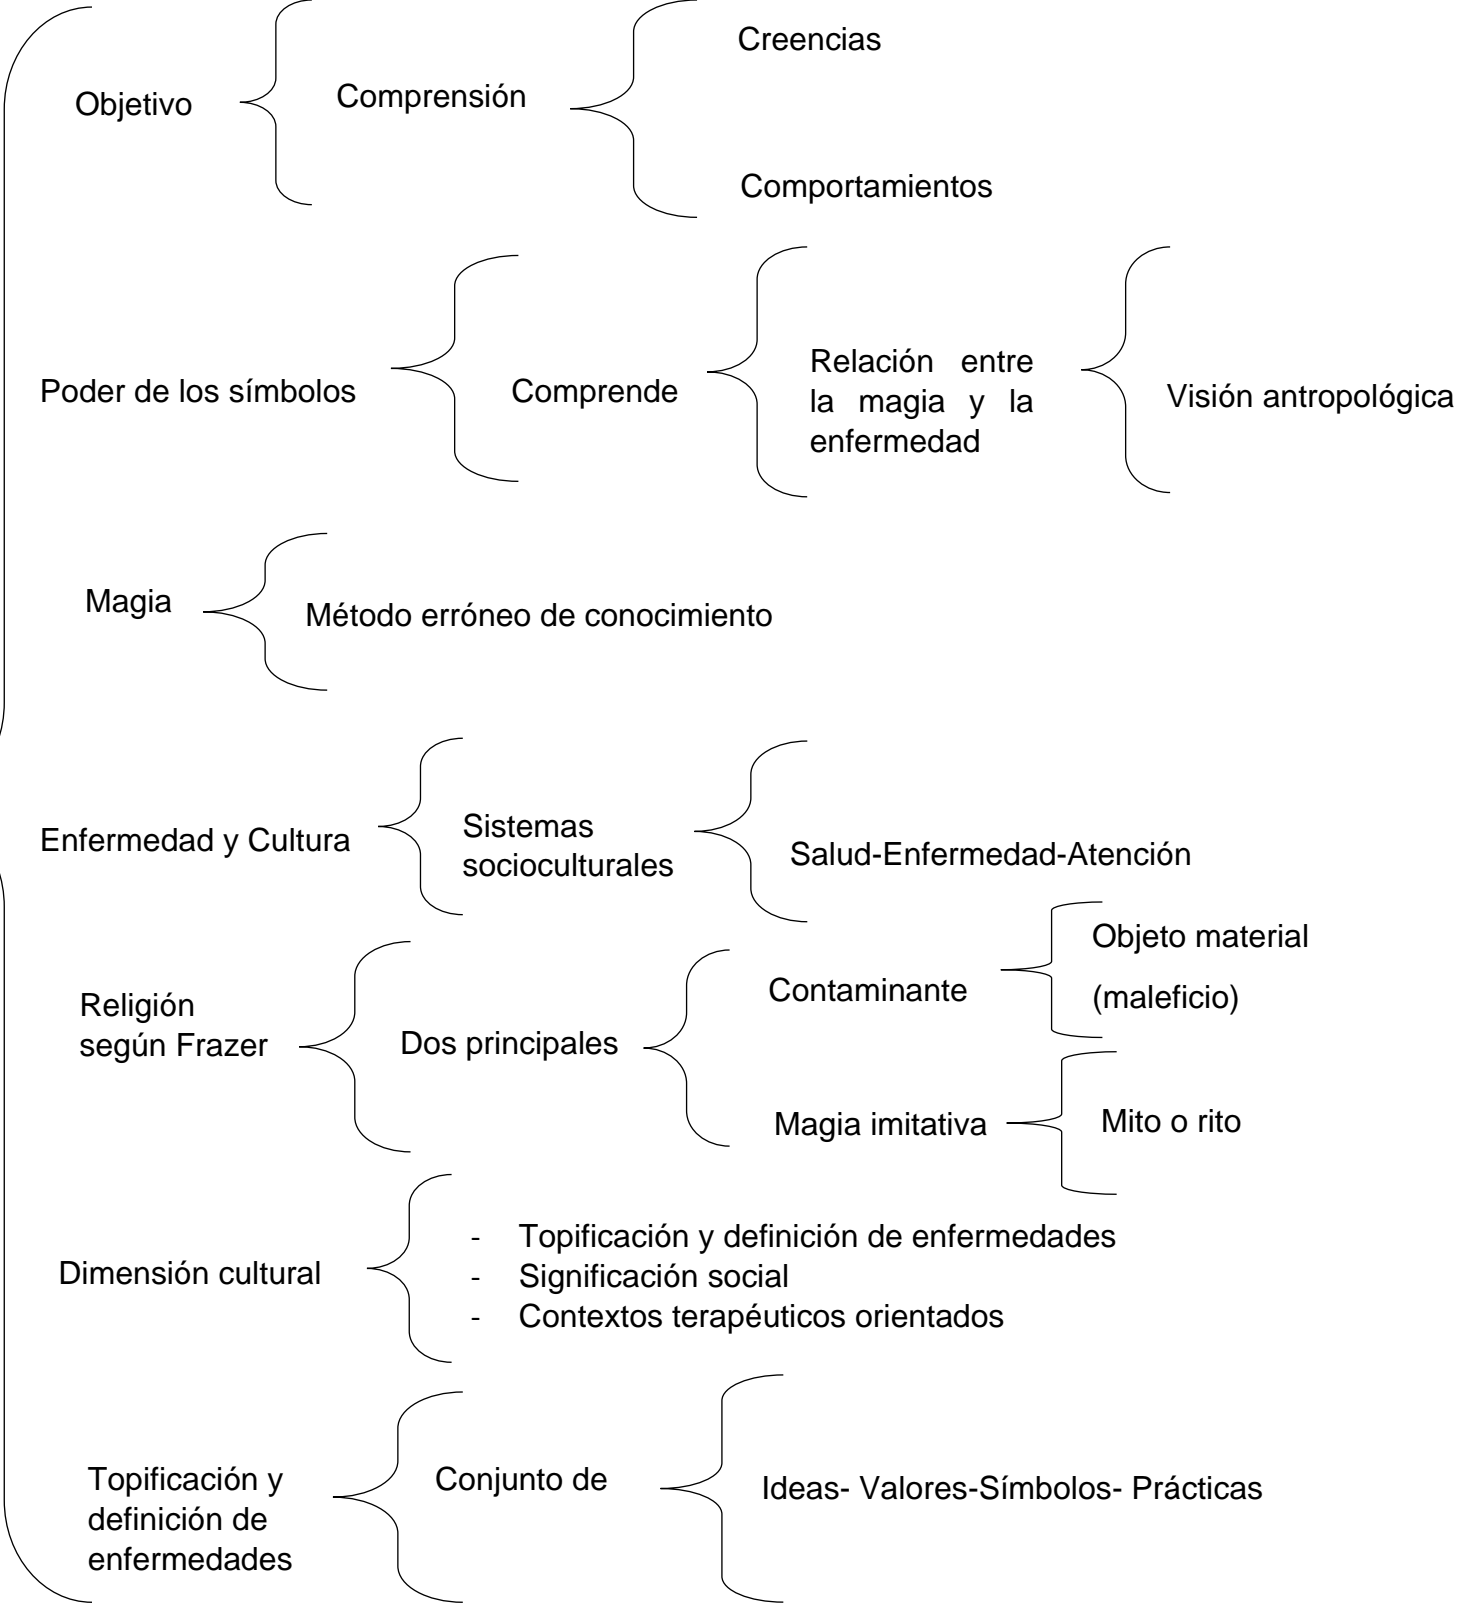 Creencias
Objetivo
Comprensión
Comportamientos
Poder de los símbolos
Comprende
Relación entre
la magia y la
enfermedad
Visión antropológica
Magia
Método erróneo de conocimiento
Enfermedad y Cultura
Sistemas
socioculturales
Salud-Enfermedad-Atención
Religión
según Frazer
Dos principales
Contaminante
Objeto material
(maleficio)
Magia imitativa
Mito o rito
Dimensión cultural
- Topificación y definición de enfermedades
- Significación social
- Contextos terapéuticos orientados
Topificación y
definición de
enfermedades
Conjunto de
Ideas- Valores-Símbolos- Prácticas